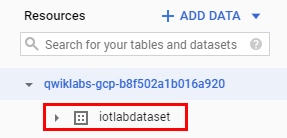 Resources + ADD DATA
Search for your tables and datasets ?
qwiklabs-gcp-b8f502a1b016a920
iotlabdataset